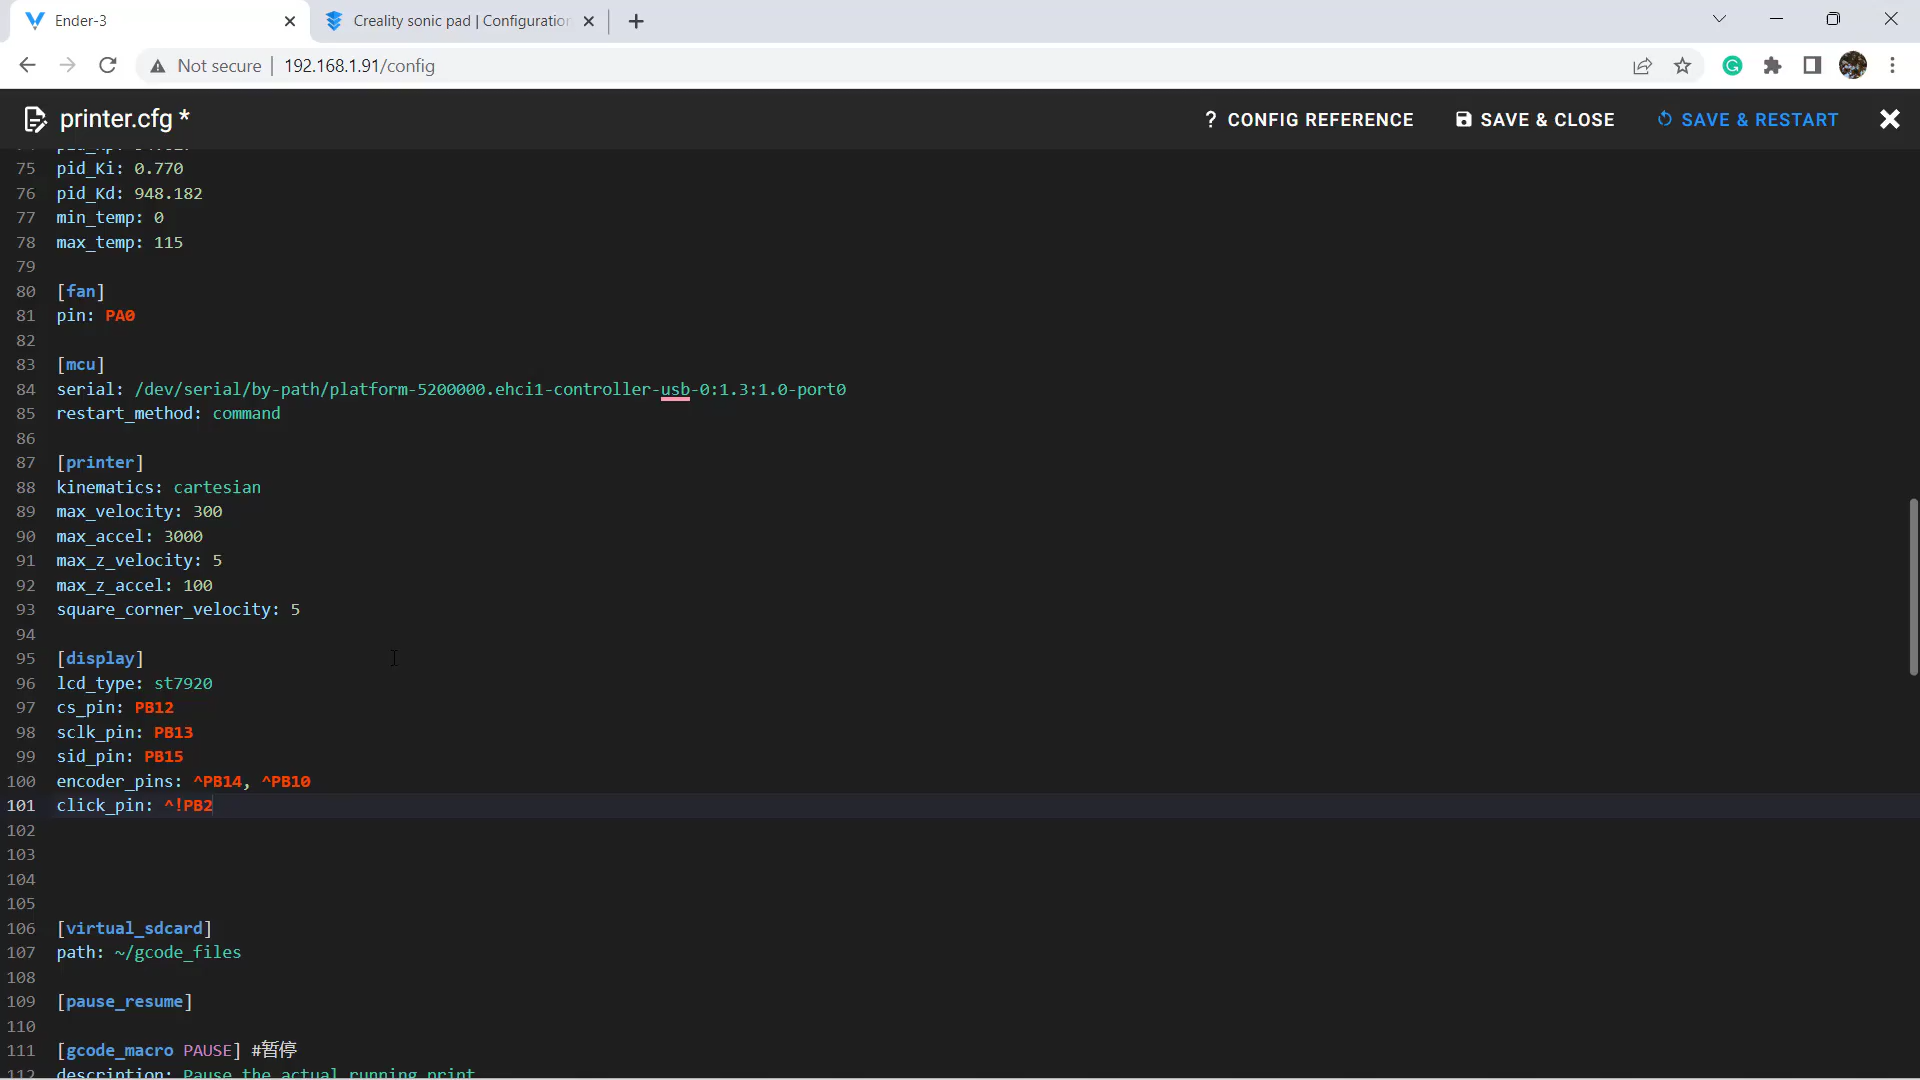 Ender-3
Creality sonic pad | Configuration
Not secure
192.168.1.91/config
printer.cfg *
? CONFIG REFERENCE
SAVE & CLOSE
SAVE & RESTART
75 pid_Ki: 0.770
76 pid_Kd: 948.182
77 min_temp: 0
78 max_temp: 115
79
80 [fan]
81 pin: PA0
82
83 [mcu]
84 serial: /dev/serial/by-path/platform-5200000.ehci1-controller-usb-0:1.3:1.0-port0
85 restart_method: command
86
87 [printer]
88 kinematics: cartesian
89 max_velocity: 300
90 max_accel: 3000
91 max_z_velocity: 5
92 max_z_accel: 100
93 square_corner_velocity: 5
94
95 [display]
96 lcd_type: st7920
97 cs_pin: PB12
98 sclk_pin: PB13
99 sid_pin: PB15
100 encoder_pins: ^PB14, ^PB10
101 click_pin: ^!PB2
102
103
104
105
106 [virtual_sdcard]
107 path: ~/gcode_files
108
109 [pause_resume]
110
111 [gcode_macro PAUSE] #暂停
112 description: Pause the actual running print